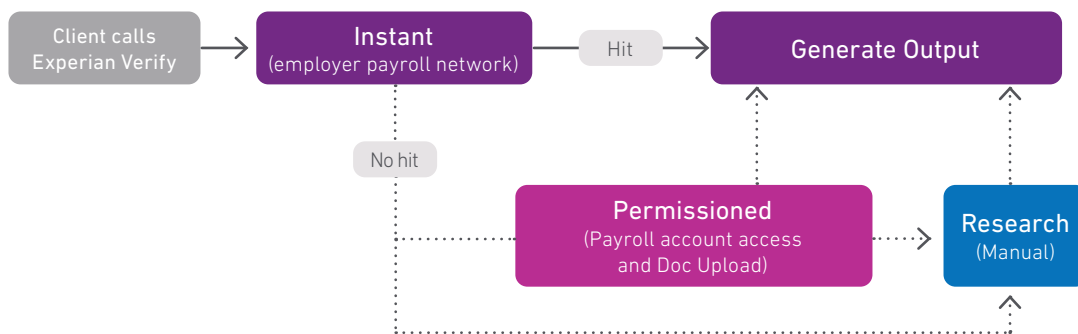 Client calls
Experian Verify
Instant
(employer payroll network)
Hit
Generate Output
No hit
Permissioned
(Payroll account access
and Doc Upload)
Research
(Manual)